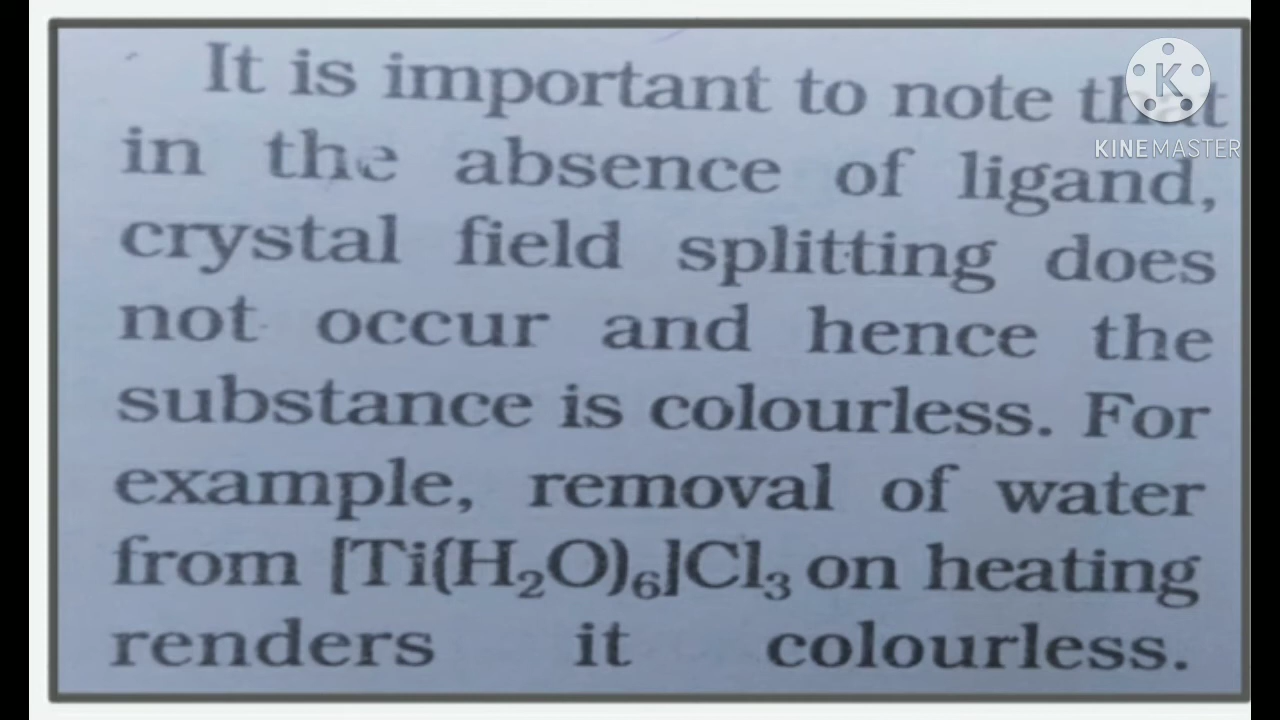 It is important to note that
in the absence of ligand,
crystal field splitting does
not occur and hence the
substance is colourless. For
example, removal of water
from [Ti(H₂O)₆]Cl₃ on heating
renders it colourless.
K
KINEMASTER